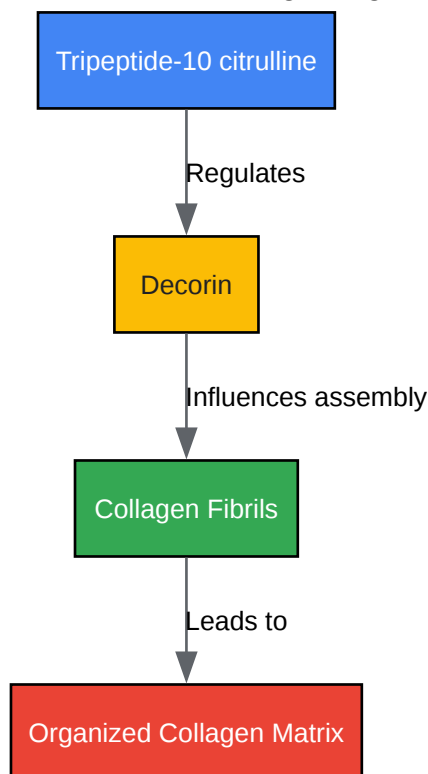 Tripeptide-10 citrulline
Regulates
Decorin
Influences assembly
Collagen Fibrils
Leads to
Organized Collagen Matrix